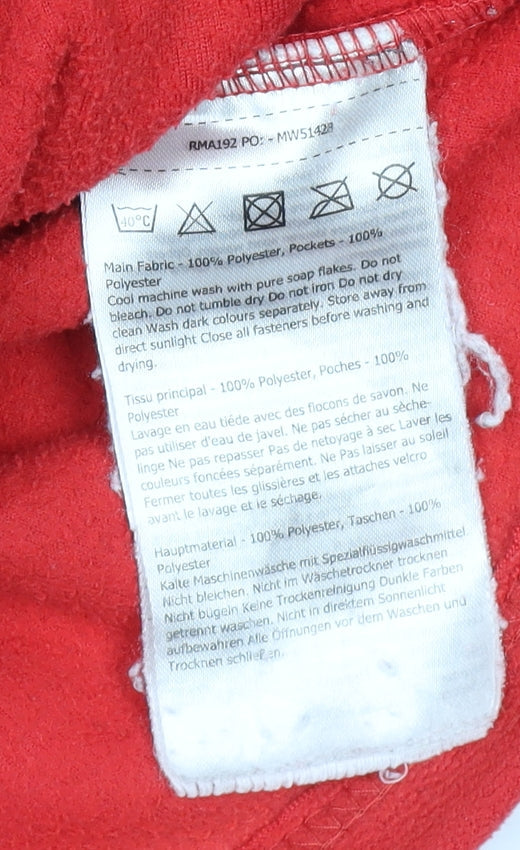 RMA192 PO: - MW51428
40°C
Main Fabric - 100% Polyester, Pockets - 100%
Polyester
Cool machine wash with pure soap flakes. Do not
bleach. Do not tumble dry Do not iron Do not dry
clean Wash dark colours separately. Store away from
direct sunlight Close all fasteners before washing and
drying.
Tissu principal - 100% Polyester, Poches - 100%
Polyester
Lavage en eau tiéde avec des flocons de savon. Ne
pas utiliser d'eau de javel. Ne pas sécher au sèche-
linge Ne pas repasser Pas de nettoyage à sec Laver les
couleurs foncées séparément. Ne Pas laisser au soleil
Fermer toutes les glissières et les attaches velcro
avant le lavage et le séchage.
Hauptmaterial - 100% Polyester, Taschen - 100%
Polyester
Kalte Maschinenwäsche mit Spezialflüssigwaschmittel
Nicht bleichen. Nicht im Wäschetrockner trocknen
Nicht bügeln Keine Trockenreinigung Dunkle Farben
getrennt waschen. Nicht in direktem Sonnenlicht
aufbewahren Alle Öffnungen vor dem Waschen und
Trocknen schließen.